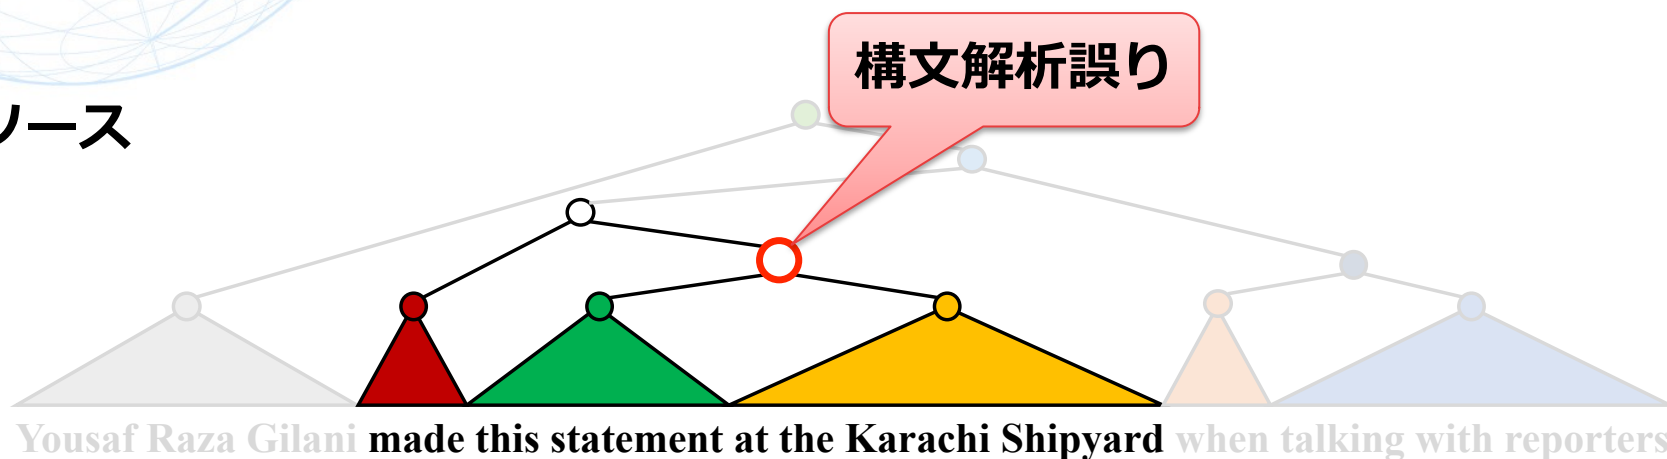 構文解析誤り
ソース
Yousaf Raza Gilani made this statement at the Karachi Shipyard when talking with reporters